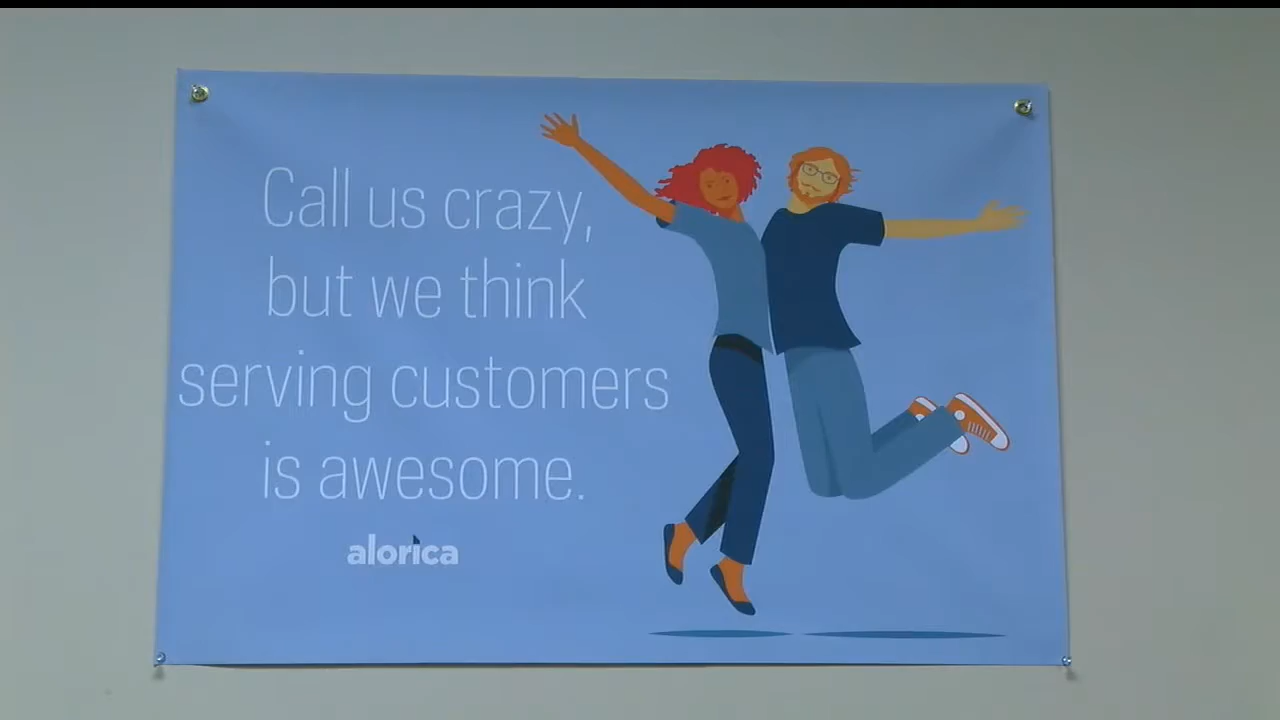 Call us crazy,
but we think
serving customers
is awesome.
alorica